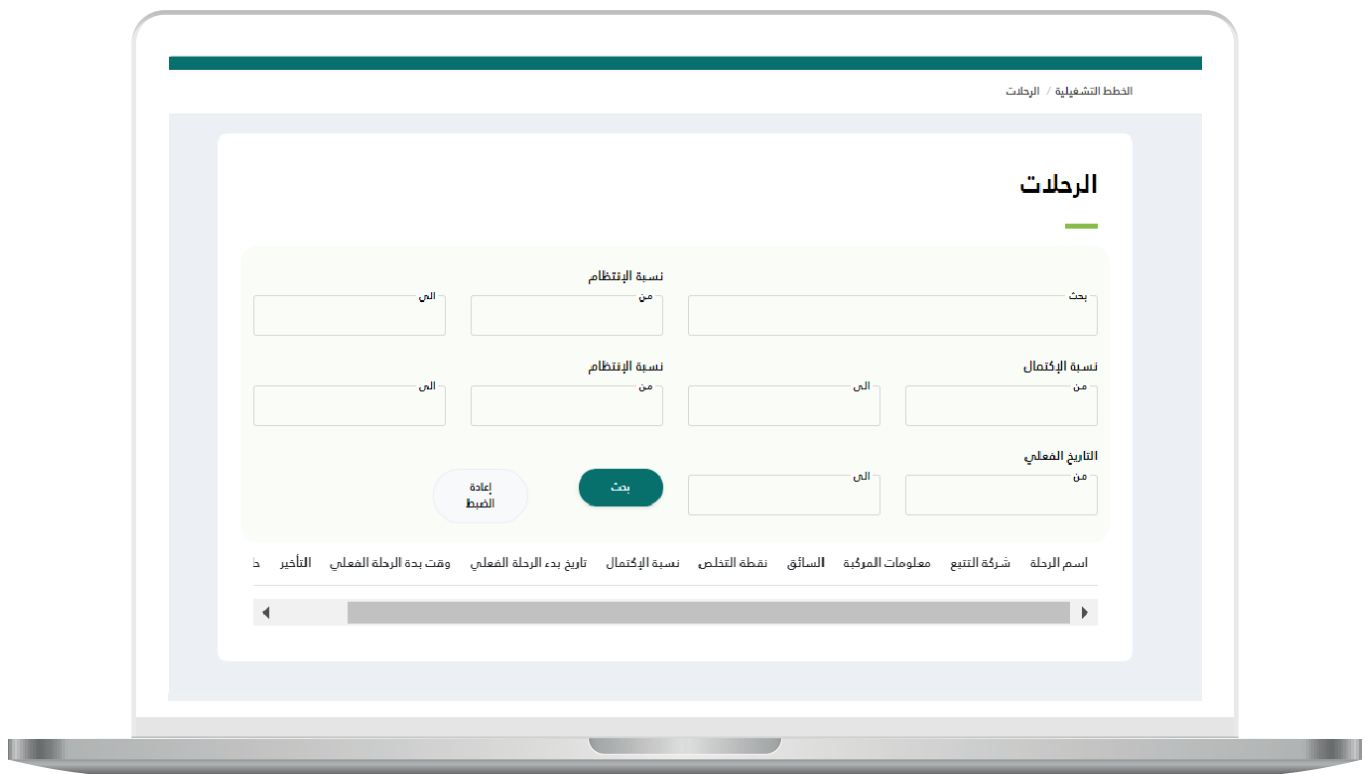 الخطط التشغيلية / الرحلات
الرحلات
نسبة الإنتظام
بحث
من
الى
نسبة الإكتمال
نسبة الإنتظام
من
الى
من
الى
التاريخ الفعلي
من
الى
بحث
إعادة
الضبط
اسم الرحلة شركة التتبع معلومات المركبة السائق نقطة التخلص نسبة الإكتمال تاريخ بدء الرحلة الفعلي وقت بدة الرحلة الفعلي التأخير